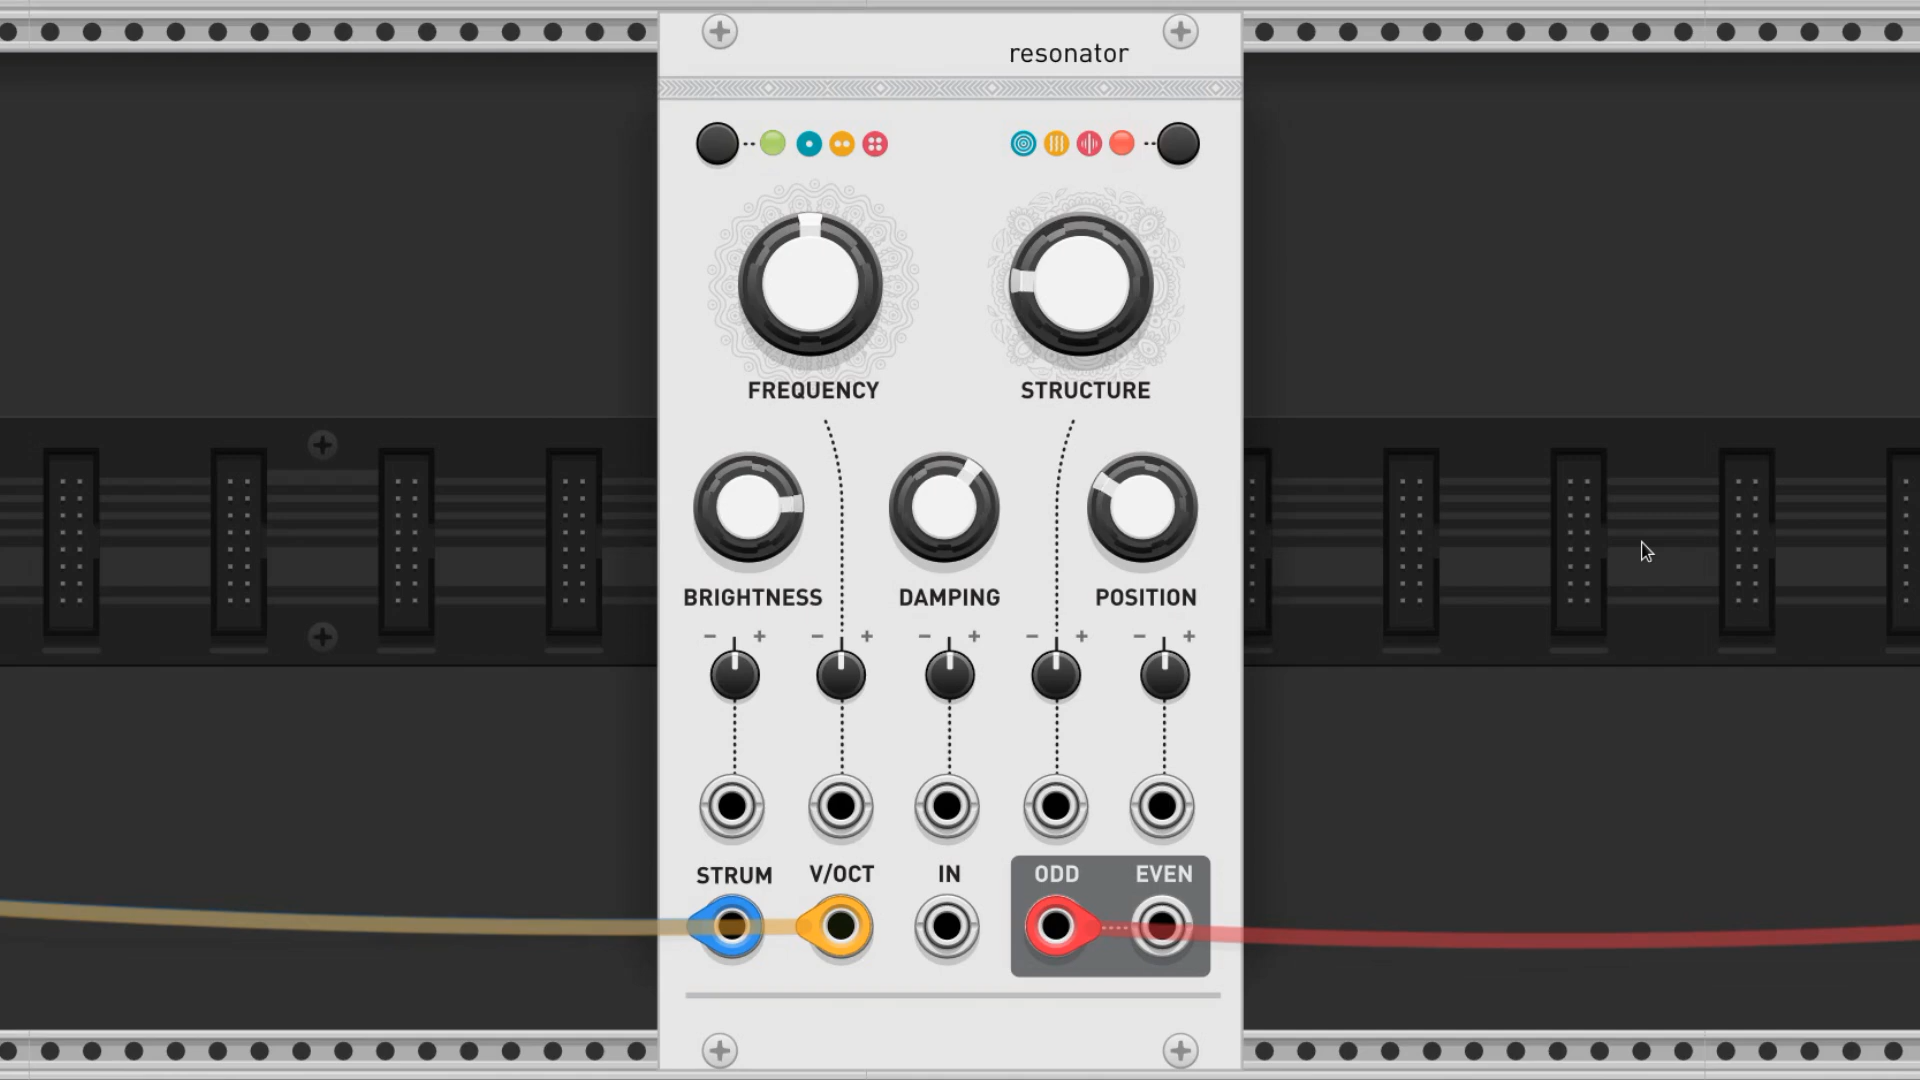 resonator
FREQUENCY
STRUCTURE
BRIGHTNESS
DAMPING
POSITION
− + − + − + − + − +
STRUM
V/OCT
IN
ODD
EVEN